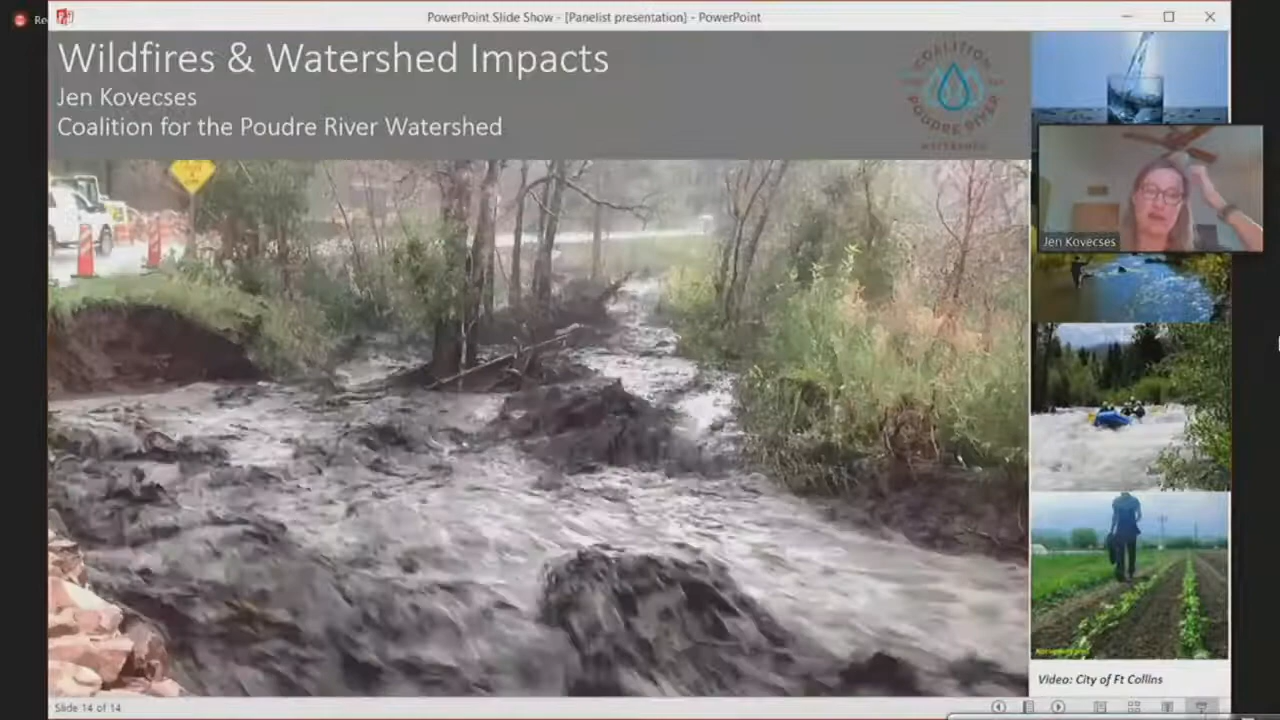 Re
PowerPoint Slide Show - [Panelist presentation] - PowerPoint
Wildfires & Watershed Impacts
Jen Kovecses
Coalition for the Poudre River Watershed
COALITION
POUDRE RIVER
WATERSHED
Jen Kovecses
Video: City of Ft Collins
Slide 14 of 14